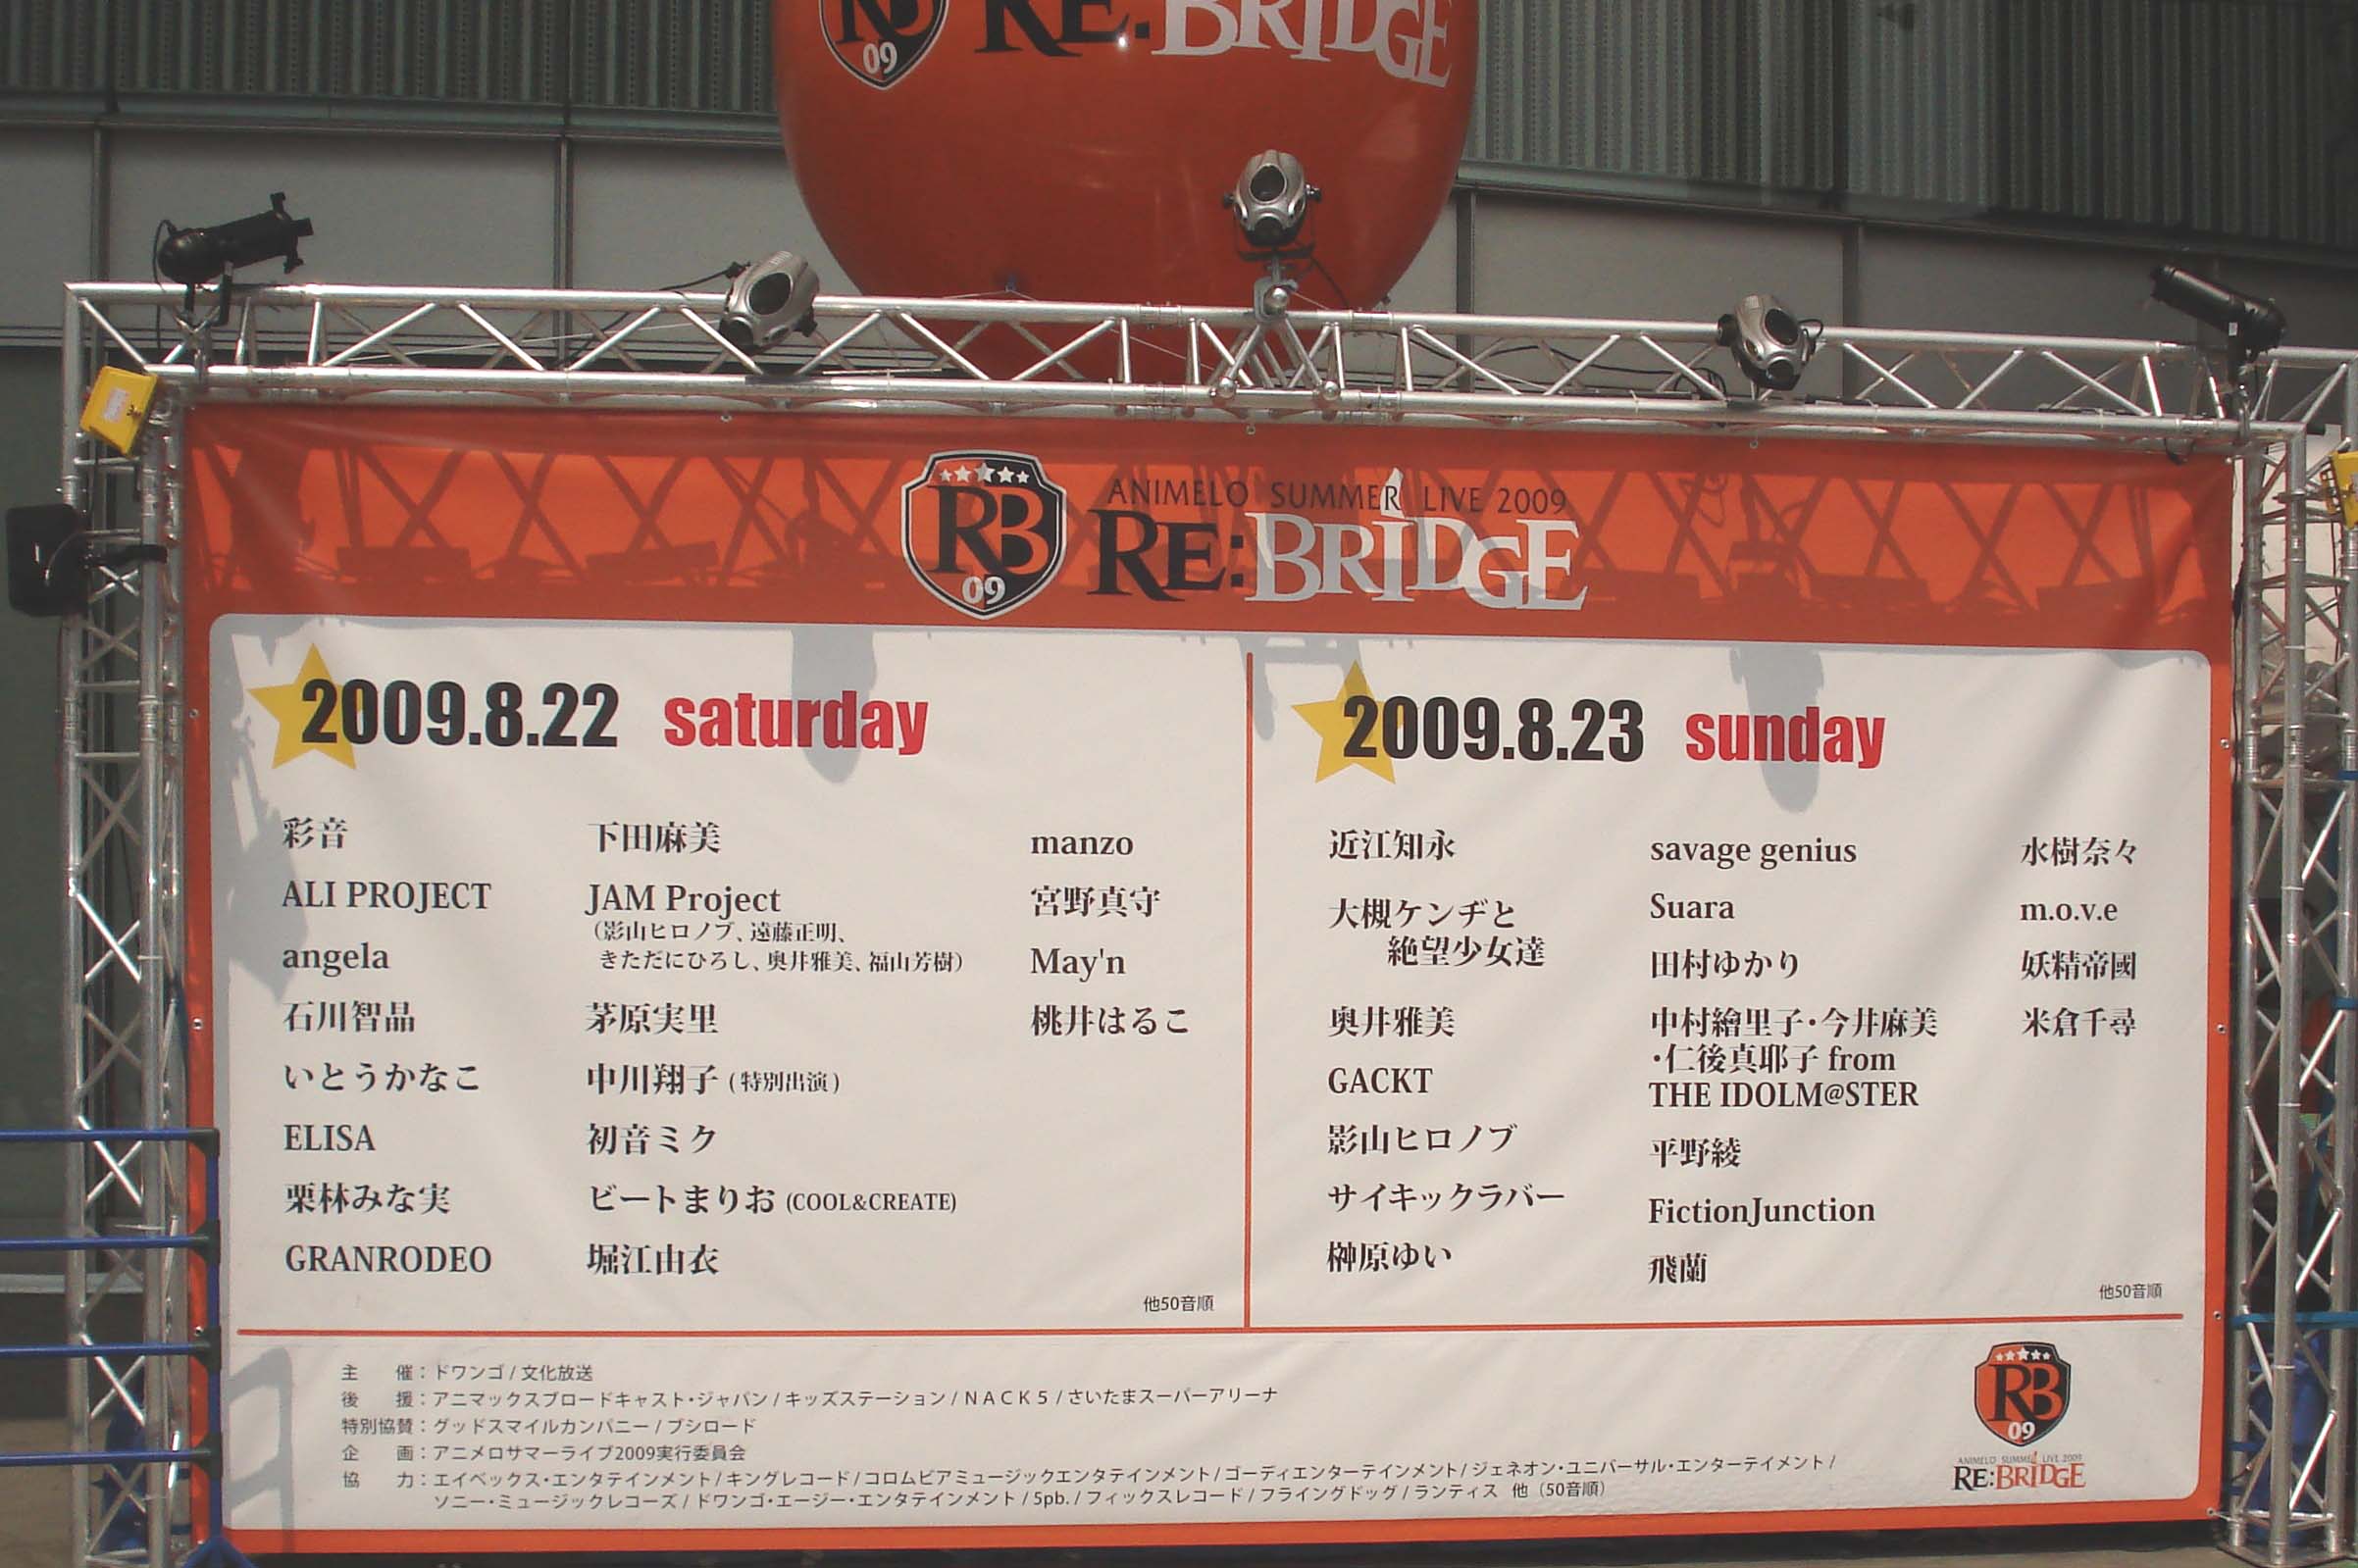 09
RE:BRIDGE
RB
09
ANIMELO SUMMER LIVE 2009
RE:BRIDGE
2009.8.22 saturday
彩音
ALI PROJECT
angela
石川智晶
いとうかなこ
ELISA
栗林みな実
GRANRODEO
下田麻美
JAM Project
(影山ヒロノブ、遠藤正明、
きただにひろし、奥井雅美、福山芳樹)
茅原実里
中川翔子 (特別出演)
初音ミク
ビートまりお (COOL&CREATE)
堀江由衣
manzo
宮野真守
May'n
桃井はるこ
他50音順
2009.8.23 sunday
近江知永
大槻ケンヂと
絶望少女達
奥井雅美
GACKT
影山ヒロノブ
サイキックラバー
榊原ゆい
savage genius
Suara
田村ゆかり
中村繪里子・今井麻美
・仁後真耶子 from
THE IDOLM@STER
平野綾
FictionJunction
飛蘭
水樹奈々
m.o.v.e
妖精帝國
米倉千尋
他50音順
主　　催：ドワンゴ / 文化放送
後　　援：アニマックスブロードキャスト・ジャパン / キッズステーション / NACK5 / さいたまスーパーアリーナ
特別協賛：グッドスマイルカンパニー / ブシロード
企　　画：アニメロサマーライブ2009実行委員会
協　　力：エイベックス・エンタテインメント / キングレコード / コロムビアミュージックエンタテインメント / ゴーディエンターテインメント / ジェネオン・ユニバーサル・エンターテイメント /
ソニー・ミュージックレコーズ / ドワンゴ・エージー・エンタテインメント / 5pb. / フィックスレコード / フライングドッグ / ランティス 他 (50音順)
RB
09
ANIMELO SUMMER LIVE 2009
RE:BRIDGE